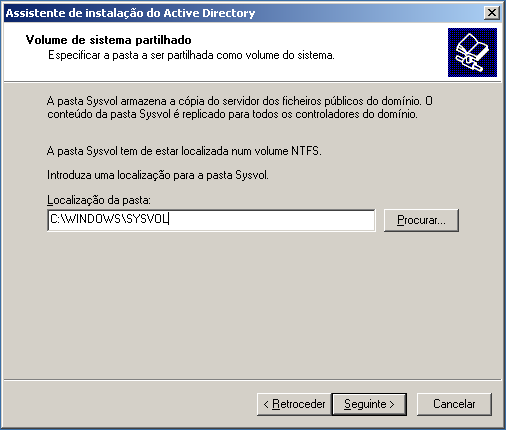 Assistente de instalação do Active Directory
Volume de sistema partilhado
Especificar a pasta a ser partilhada como volume do sistema.
A pasta Sysvol armazena a cópia do servidor dos ficheiros públicos do domínio. O
conteúdo da pasta Sysvol é replicado para todos os controladores do domínio.
A pasta Sysvol tem de estar localizada num volume NTFS.
Introduza uma localização para a pasta Sysvol.
Localização da pasta:
C:\WINDOWS\SYSVOL
Procurar...
< Retroceder
Seguinte >
Cancelar